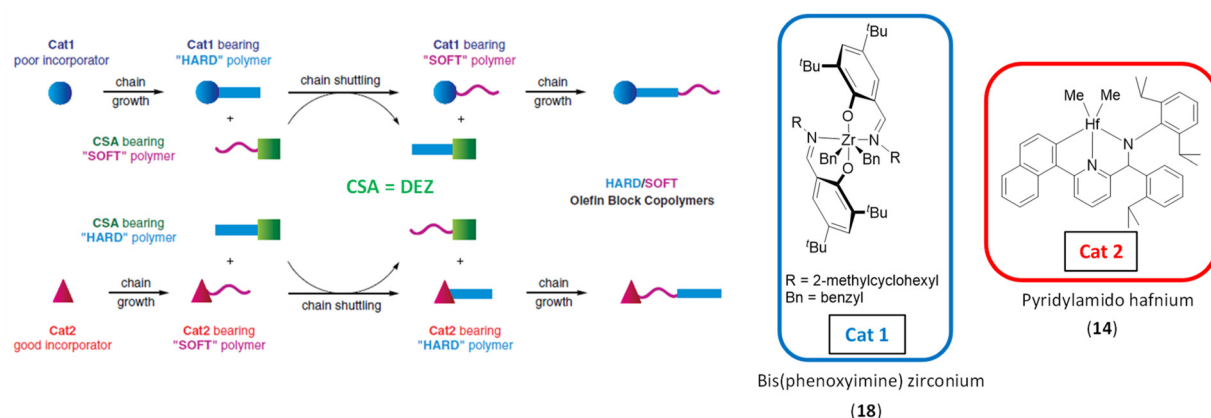 Cat1
poor incorporator
chain
growth
Cat1 bearing
"HARD" polymer
+
CSA bearing
"SOFT" polymer
chain shuttling
Cat1 bearing
"SOFT" polymer
+
chain
growth
CSA = DEZ
HARD/SOFT
Olefin Block Copolymers
CSA bearing
"HARD" polymer
+
Cat2
good incorporator
chain
growth
Cat2 bearing
"SOFT" polymer
chain shuttling
+
Cat2 bearing
"HARD" polymer
chain
growth
tBu
tBu
O
R
N
Zr
N
R
Bn
Bn
O
tBu
tBu
R = 2-methylcyclohexyl
Bn = benzyl
Cat 1
Bis(phenoxyimine) zirconium
(18)
Me
Me
Hf
N
N
Cat 2
Pyridylamido hafnium
(14)